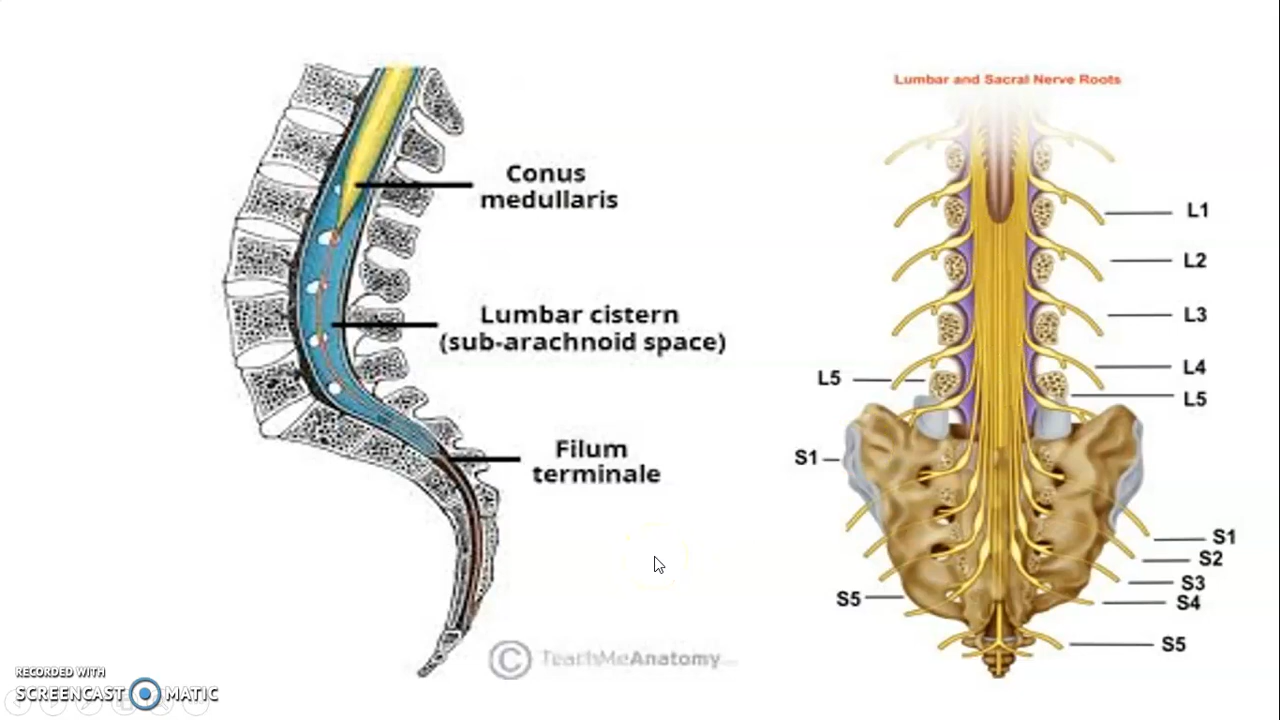 Conus
medullaris
Lumbar cistern
(sub-arachnoid space)
Filum
terminale
© TeachMeAnatomy
Lumbar and Sacral Nerve Roots
L1
L2
L3
L4
L5
L5
S1
S1
S2
S3
S4
S5
S5
RECORDED WITH
SCREENCAST MATIC